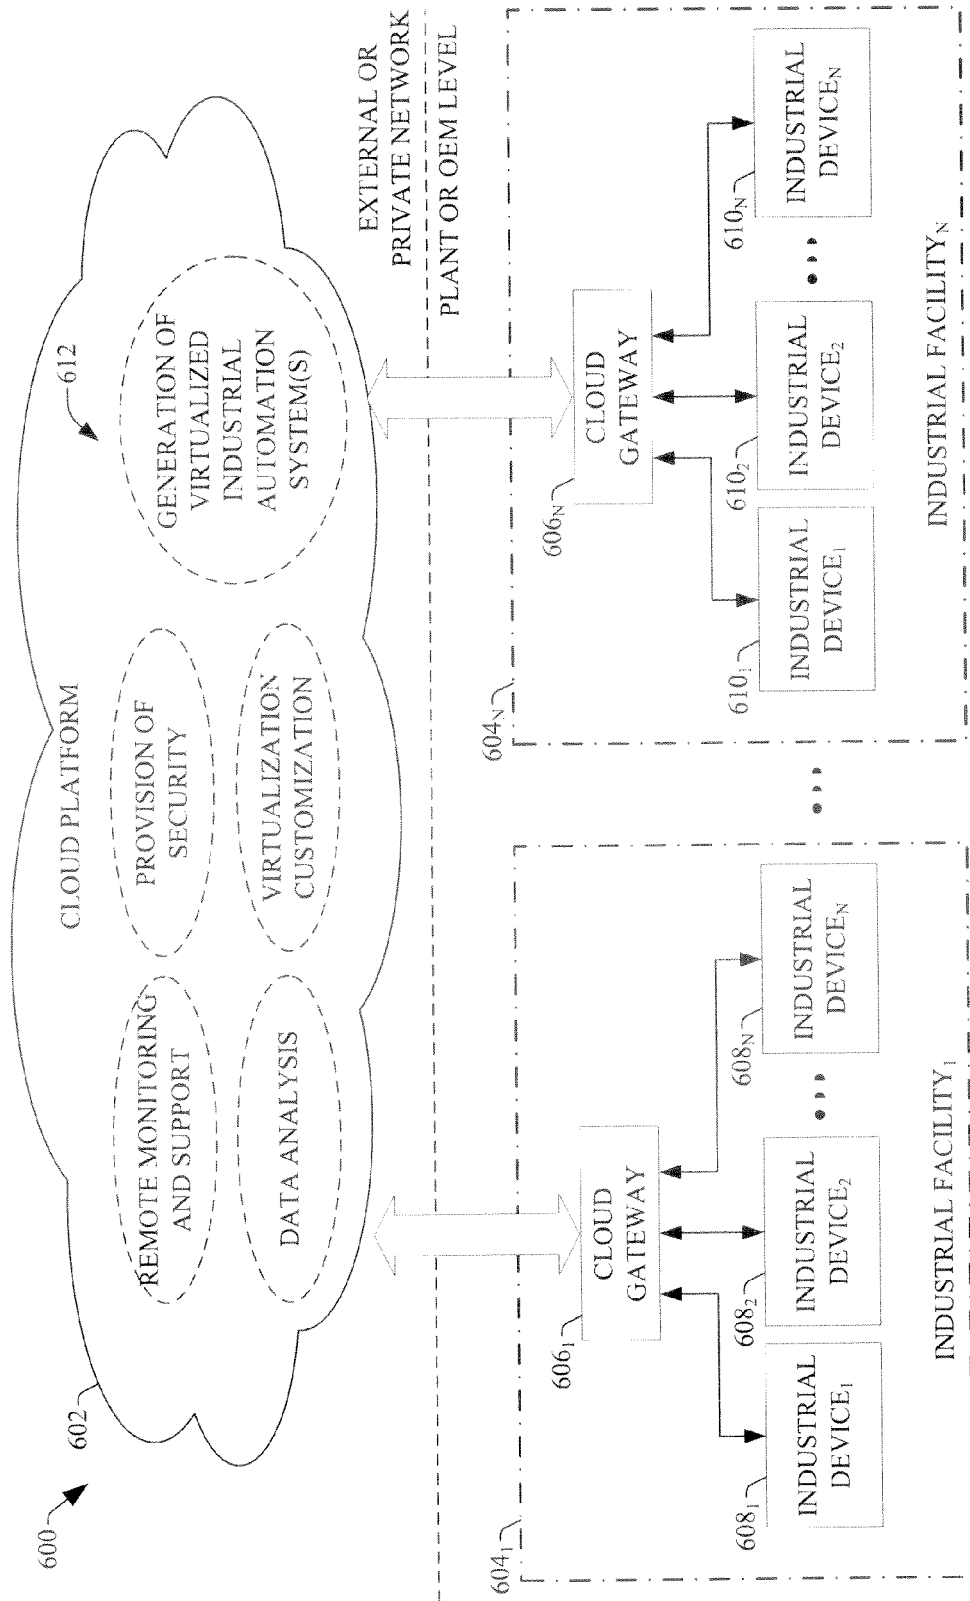 600
602
CLOUD PLATFORM
612
REMOTE MONITORING
AND SUPPORT
PROVISION OF
SECURITY
GENERATION OF
VIRTUALIZED
INDUSTRIAL
AUTOMATION
SYSTEM(S)
DATA ANALYSIS
VIRTUALIZATION
CUSTOMIZATION
EXTERNAL OR
PRIVATE NETWORK
PLANT OR OEM LEVEL
604₁
606₁
CLOUD
GATEWAY
608₁
INDUSTRIAL
DEVICE₁
608₂
INDUSTRIAL
DEVICE₂
608N
INDUSTRIAL
DEVICEN
INDUSTRIAL FACILITY₁
604N
606N
CLOUD
GATEWAY
610₁
INDUSTRIAL
DEVICE₁
610₂
INDUSTRIAL
DEVICE₂
610N
INDUSTRIAL
DEVICEN
INDUSTRIAL FACILITYN